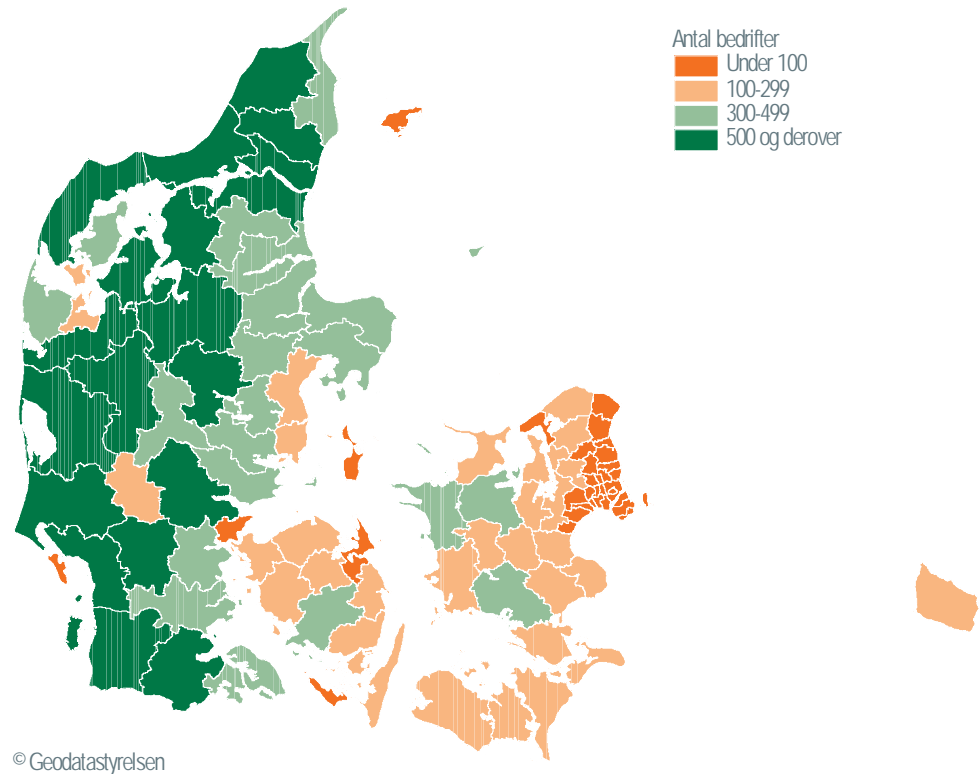 Antal bedrifter
Under 100
100-299
300-499
500 og derover
© Geodatastyrelsen